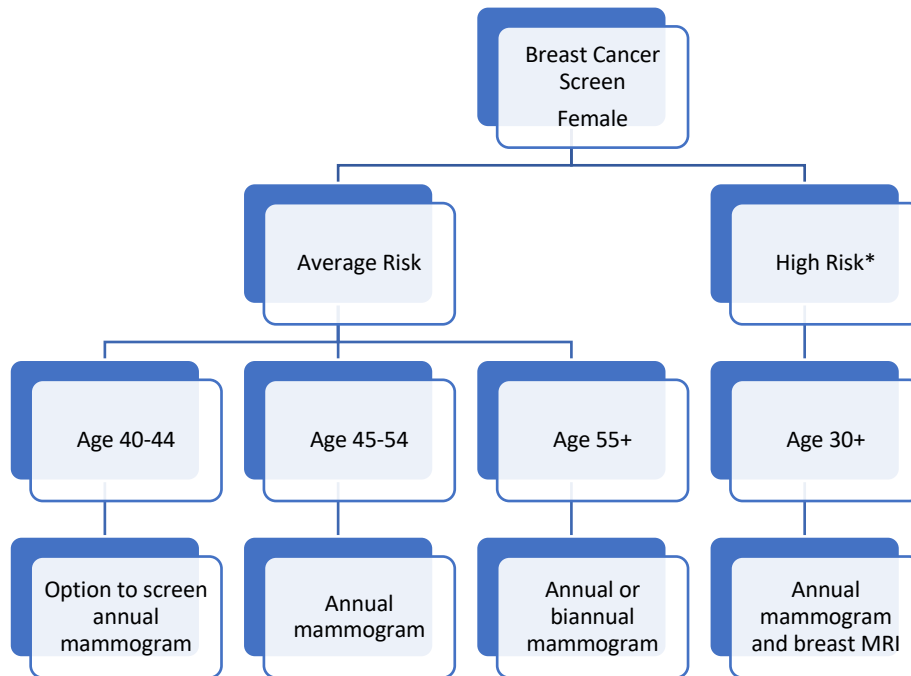 Breast Cancer
Screen
Female
Average Risk
High Risk*
Age 40-44
Age 45-54
Age 55+
Age 30+
Option to screen
annual
mammogram
Annual
mammogram
Annual or
biannual
mammogram
Annual
mammogram
and breast MRI